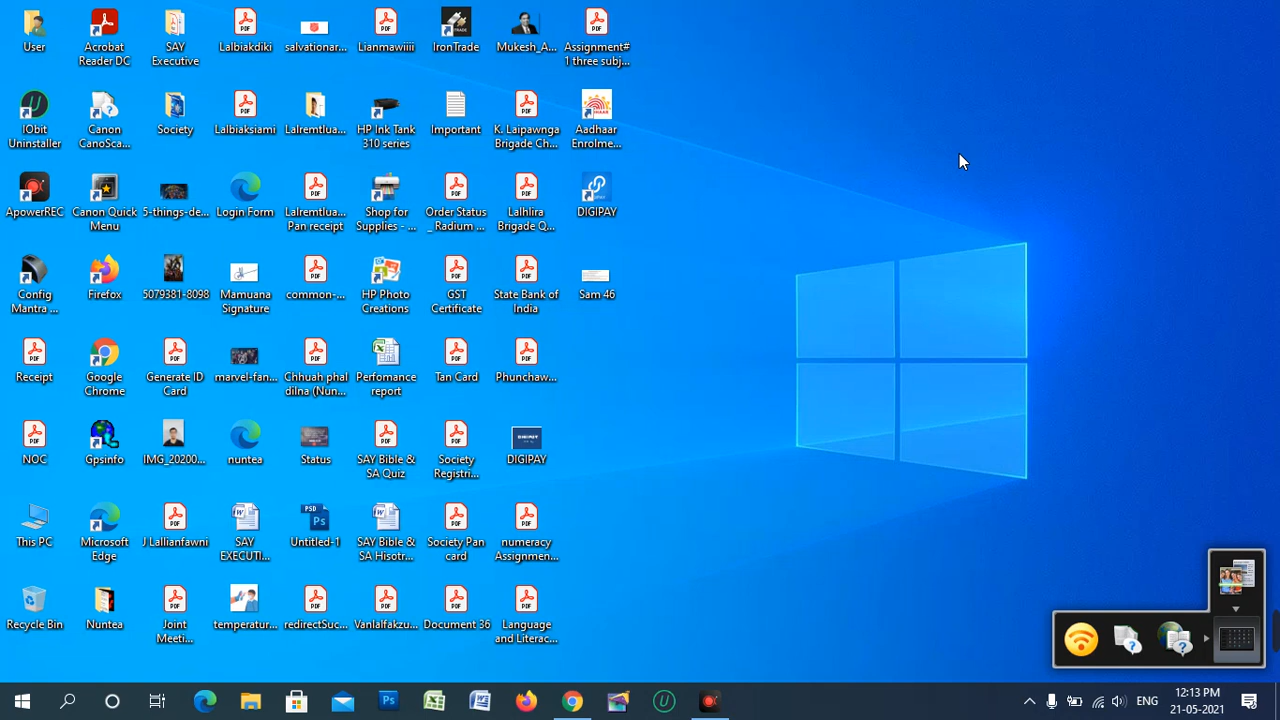 User
Acrobat
Reader DC
SAY
Executive
Lalbiakdiki
salvationar...
Lianmawiiii
IronTrade
Mukesh_A...
Assignment#
1 three subj...
IObit
Uninstaller
Canon
CanoSca...
Society
Lalbiaksiami
Lalremtlua...
HP Ink Tank
310 series
Important
K. Laipawnga
Brigade Ch...
Aadhaar
Enrolme...
ApowerREC
Canon Quick
Menu
5-things-de...
Login Form
Lalremtlua...
Pan receipt
Shop for
Supplies - ...
Order Status
_ Radium ...
Lalhlira
Brigade Q...
DIGIPAY
Config
Mantra ...
Firefox
5079381-8098
Mamuana
Signature
common-...
HP Photo
Creations
GST
Certificate
State Bank of
India
Sam 46
Receipt
Google
Chrome
Generate ID
Card
marvel-fan...
Chhuah phal
dilna (Nun...
Perfomance
report
Tan Card
Phunchaw...
NOC
Gpsinfo
IMG_20200...
nuntea
Status
SAY Bible &
SA Quiz
Society
Registri...
DIGIPAY
This PC
Microsoft
Edge
J Lallianfawni
SAY
EXECUTI...
Untitled-1
SAY Bible &
SA Hisotr...
Society Pan
card
numeracy
Assignmen...
Recycle Bin
Nuntea
Joint
Meeti...
temperatur...
redirectSuc...
Vanlalfakzu...
Document 36
Language
and Literac...
ENG
12:13 PM
21-05-2021